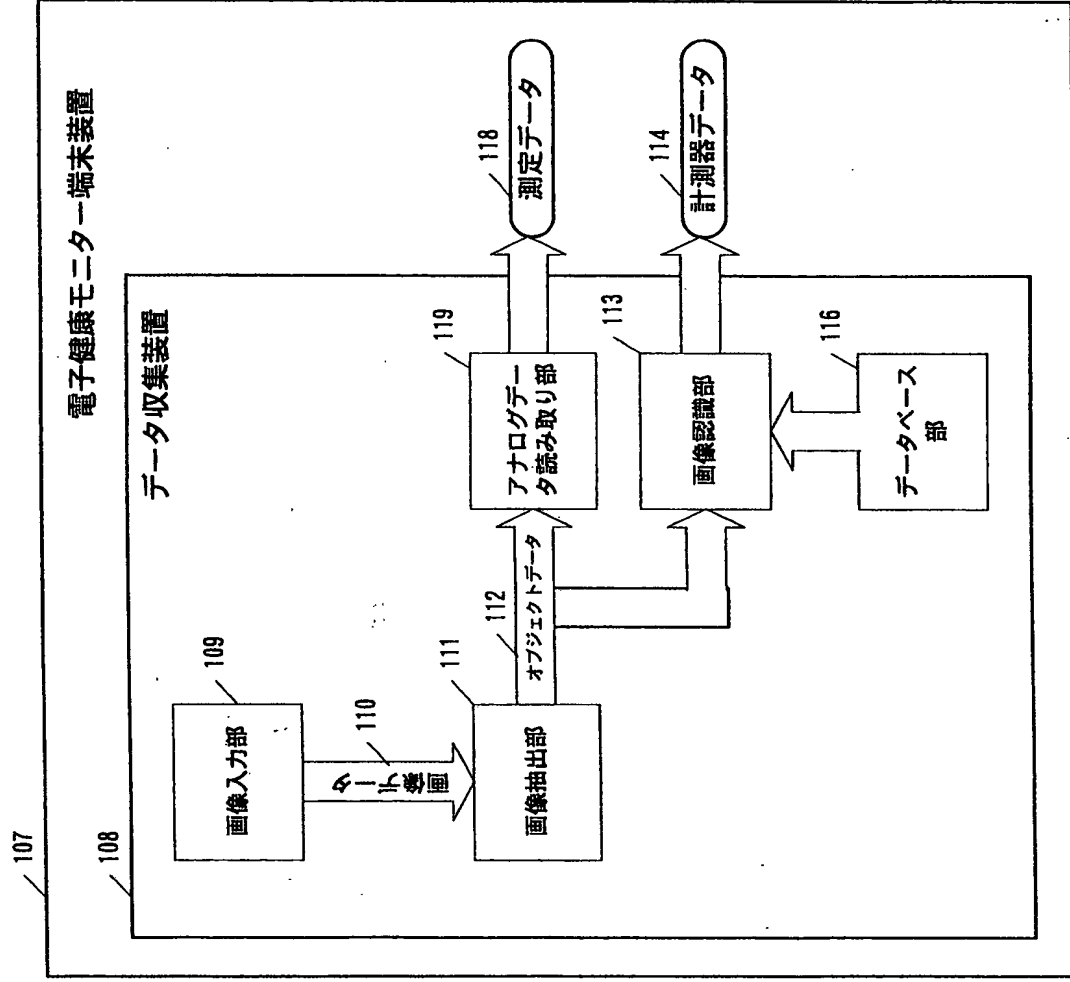 107
電子健康モニター端末装置
108
データ収集装置
109
画像入力部
110
画像デ
ータ
111
画像抽出部
112
オブジェクトデータ
119
アナログデー
タ読み取り部
118
測定データ
113
画像認識部
114
計測器データ
116
データベース
部